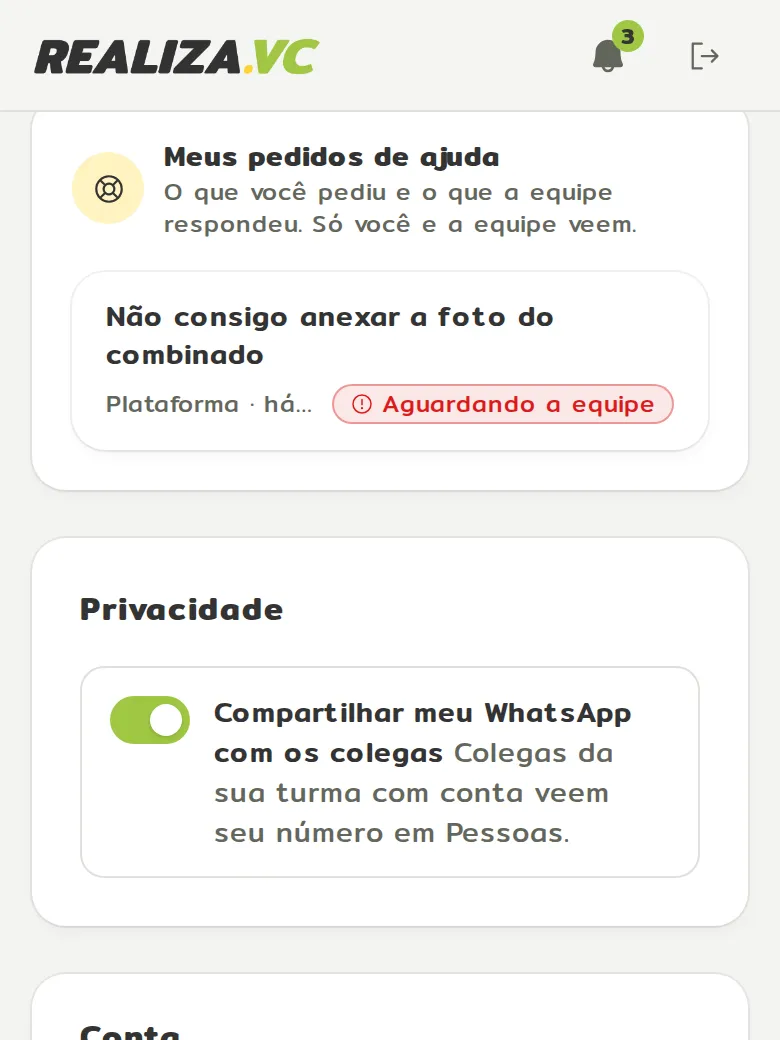 REALIZA.VC
3
Meus pedidos de ajuda
O que você pediu e o que a equipe
respondeu. Só você e a equipe veem.
Não consigo anexar a foto do
combinado
Plataforma · há...
Aguardando a equipe
Privacidade
Compartilhar meu WhatsApp
com os colegas Colegas da
sua turma com conta veem
seu número em Pessoas.
Conta